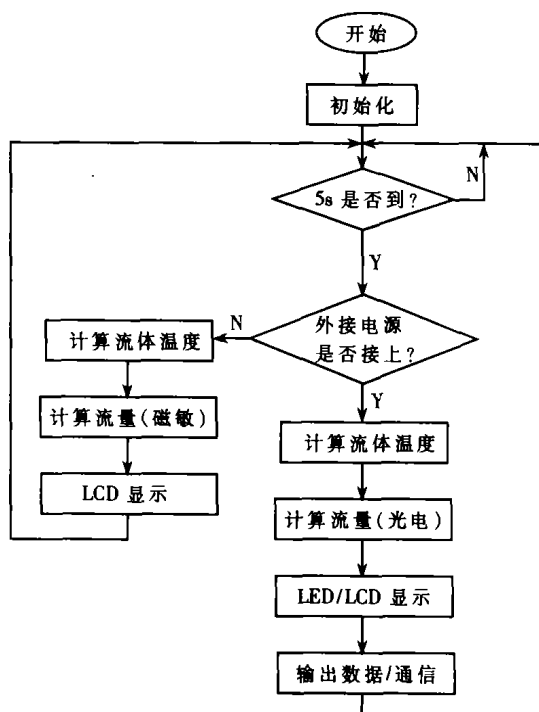 开始
初始化
N
5s 是否到?
Y
外接电源
是否接上?
N
Y
计算流体温度
计算流量(磁敏)
LCD 显示
计算流体温度
计算流量(光电)
LED/LCD 显示
输出数据/通信